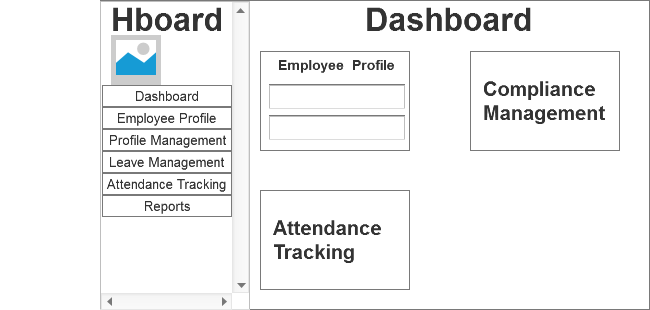 Hboard
Dashboard
Employee Profile
Profile Management
Leave Management
Attendance Tracking
Reports
Dashboard
Employee Profile
Compliance
Management
Attendance
Tracking